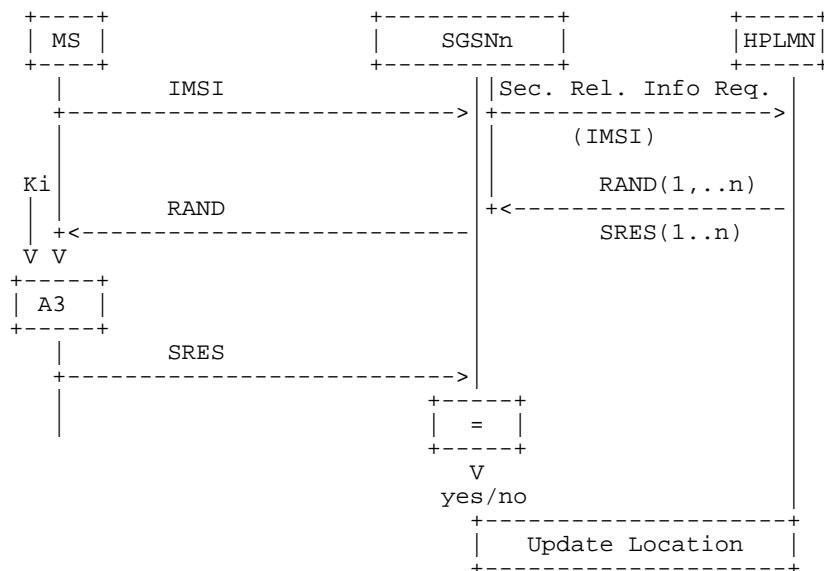 MS SGSNn HPLMN
IMSI Sec. Rel. Info Req.
(IMSI)
Ki RAND(1,..n)
RAND
SRES(1..n)
V V
A3
SRES
=
V
yes/no
Update Location